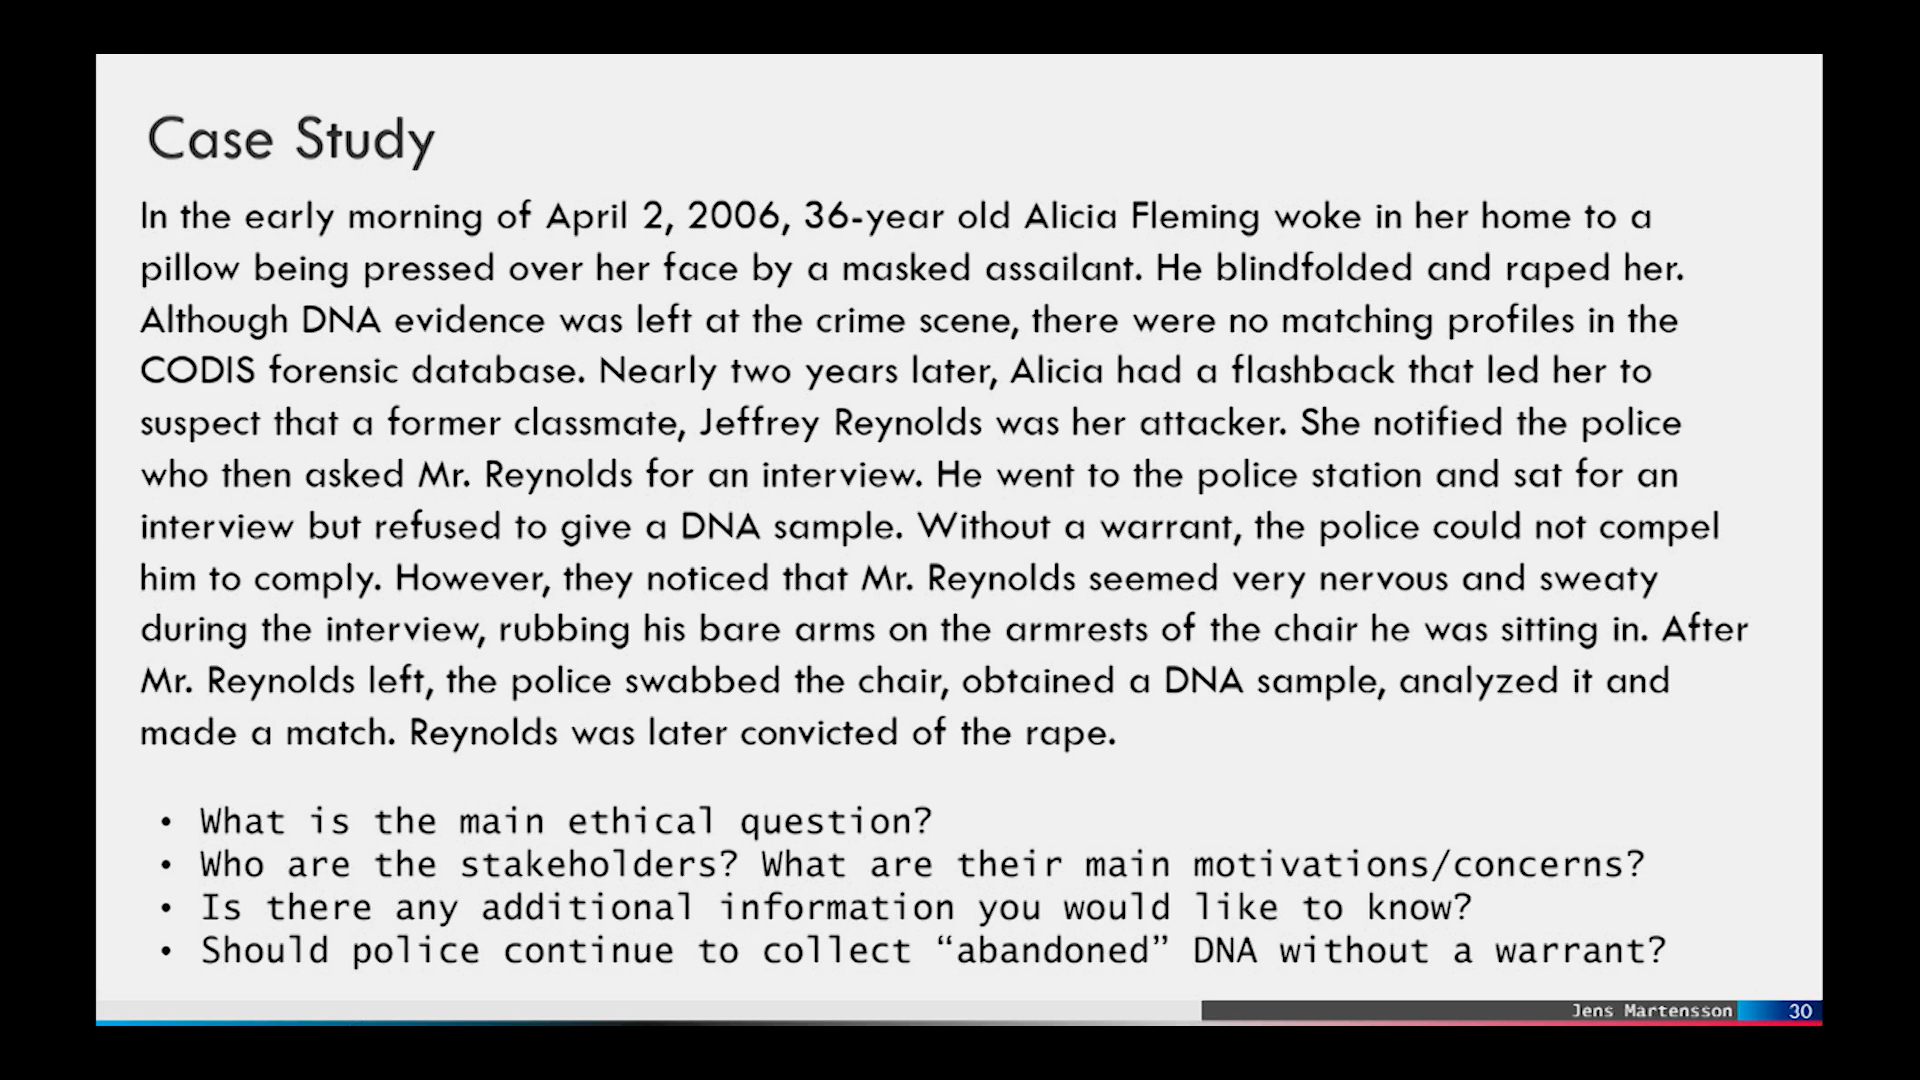 Case Study
In the early morning of April 2, 2006, 36-year old Alicia Fleming woke in her home to a
pillow being pressed over her face by a masked assailant. He blindfolded and raped her.
Although DNA evidence was left at the crime scene, there were no matching profiles in the
CODIS forensic database. Nearly two years later, Alicia had a flashback that led her to
suspect that a former classmate, Jeffrey Reynolds was her attacker. She notified the police
who then asked Mr. Reynolds for an interview. He went to the police station and sat for an
interview but refused to give a DNA sample. Without a warrant, the police could not compel
him to comply. However, they noticed that Mr. Reynolds seemed very nervous and sweaty
during the interview, rubbing his bare arms on the armrests of the chair he was sitting in. After
Mr. Reynolds left, the police swabbed the chair, obtained a DNA sample, analyzed it and
made a match. Reynolds was later convicted of the rape.
• What is the main ethical question?
• Who are the stakeholders? What are their main motivations/concerns?
• Is there any additional information you would like to know?
• Should police continue to collect “abandoned” DNA without a warrant?
Jens Martensson 30